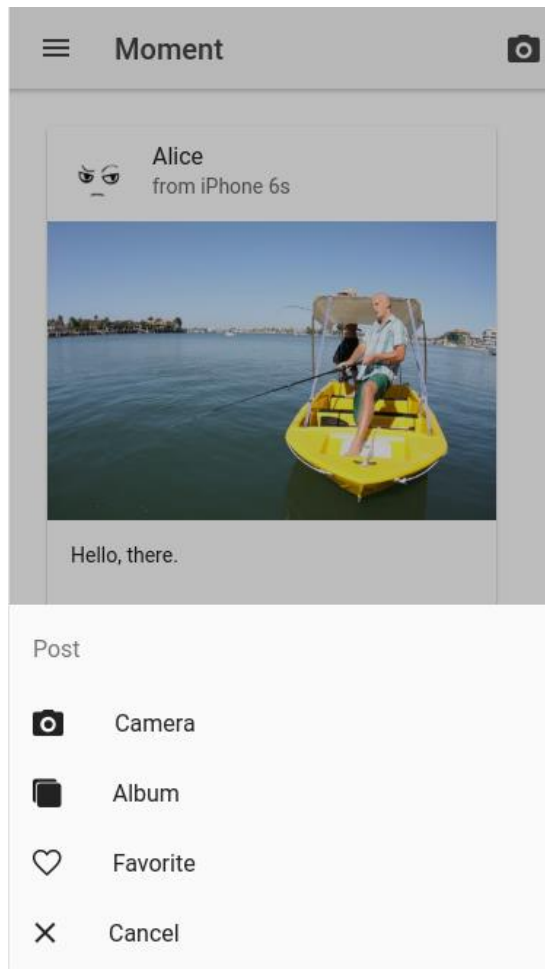 Moment
Alice
from iPhone 6s
Hello, there.
Post
Camera
Album
Favorite
Cancel